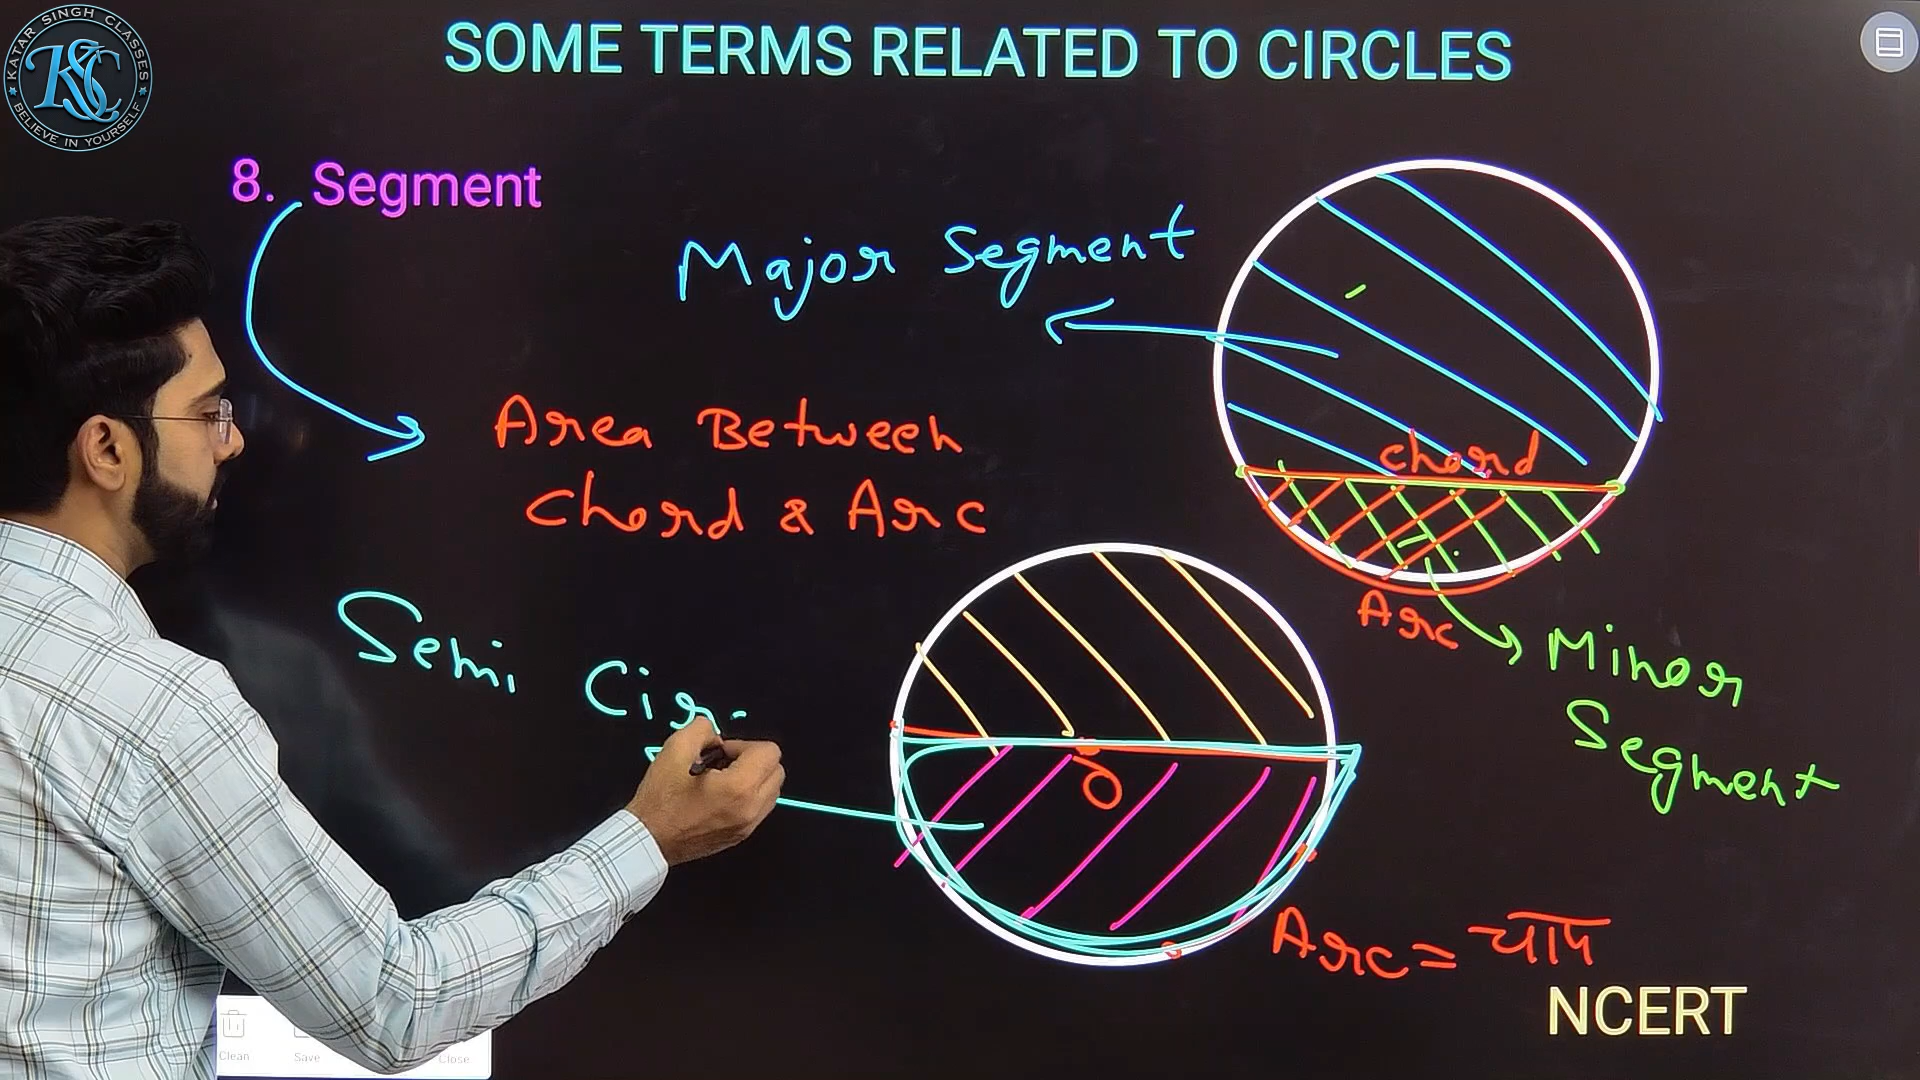 KATAR SINGH CLASSES
KSC
BELIEVE IN YOURSELF
SOME TERMS RELATED TO CIRCLES
8. Segment
Major Segment
Area Between
Chord & Arc
chord
Arc
Minor
Segment
Semi Cir
O
Arc = चाप
NCERT
Clean
Save
Close